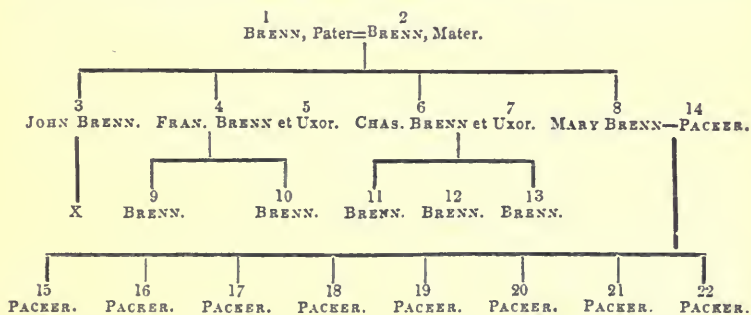 1 2
BRENN, Pater=BRENN, Mater.
3 4 5 6 7 8 14
JOHN BRENN. FRAN. BRENN et Uxor. CHAS. BRENN et Uxor. MARY BRENN—PACKER.
9 10 11 12 13
X BRENN. BRENN. BRENN. BRENN. BRENN.
15 16 17 18 19 20 21 22
PACKER. PACKER. PACKER. PACKER. PACKER. PACKER. PACKER. PACKER.